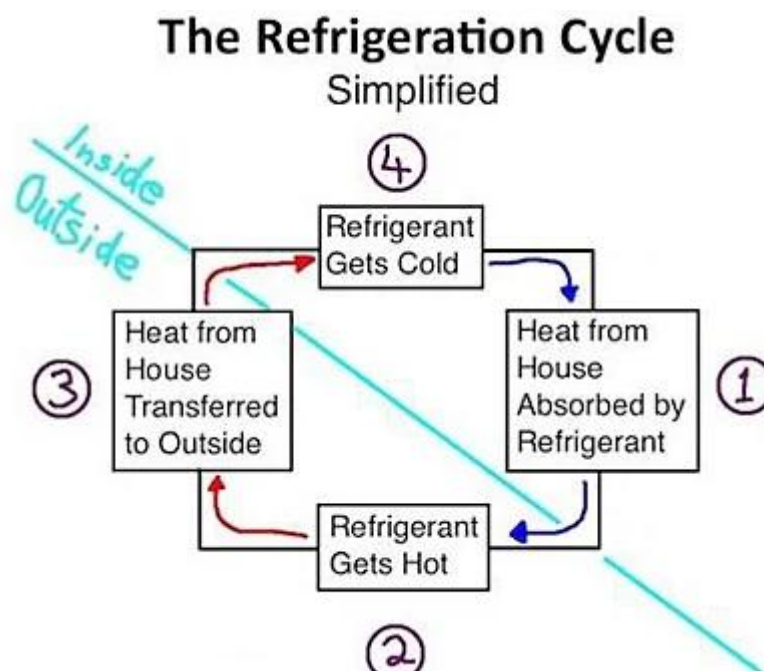 The Refrigeration Cycle
Simplified
Inside
Outside
4
Refrigerant
Gets Cold
3
Heat from
House
Transferred
to Outside
Heat from
House
Absorbed by
Refrigerant
1
Refrigerant
Gets Hot
2